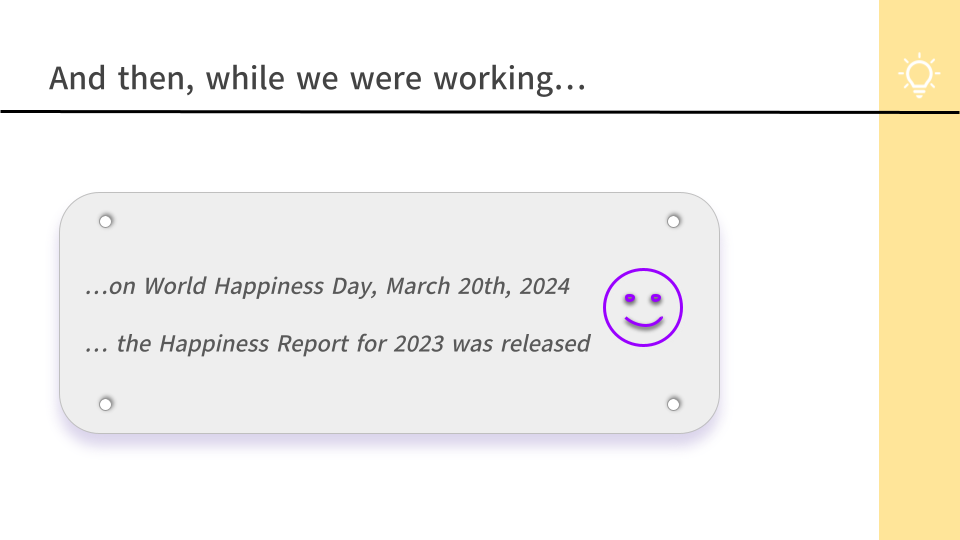 And then, while we were working…
…on World Happiness Day, March 20th, 2024
… the Happiness Report for 2023 was released